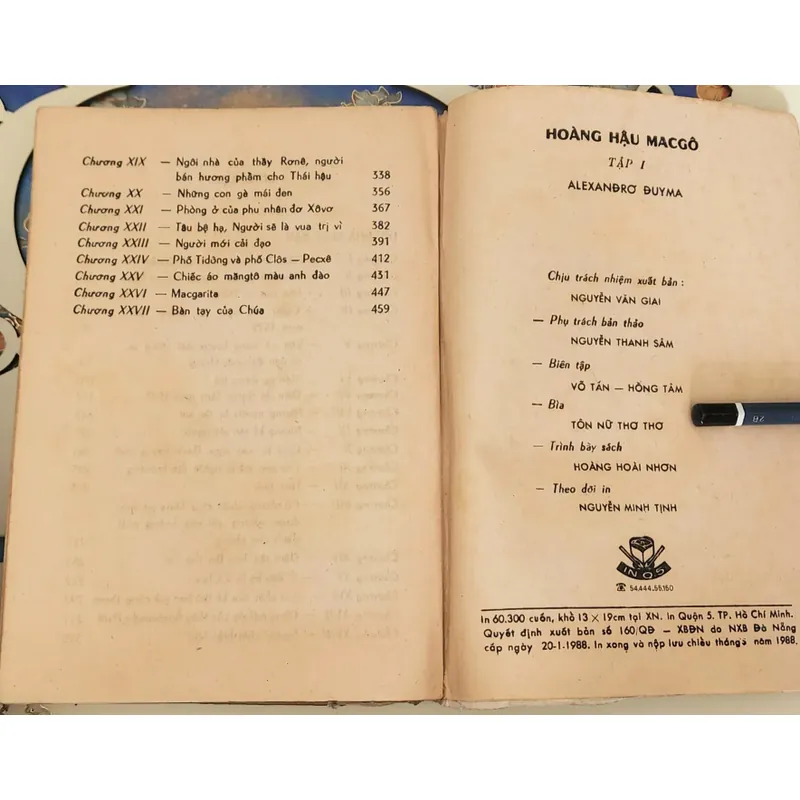 Chương XIX — Ngôi nhà của thầy Rơnê, người
bán hương phẩm cho Thái hậu 338
Chương XX — Những con gà mái đen 356
Chương XXI — Phòng ở của phu nhân đơ Xôvơ 367
Chương XXII — Tâu bệ hạ, Người sẽ là vua trị vì 382
Chương XXIII — Người mới cải đạo 391
Chương XXIV — Phố Tidông và phố Clôs — Pecxê 412
Chương XXV — Chiếc áo măngtô màu anh đào 431
Chương XXVI — Macgarita 447
Chương XXVII — Bàn tay của Chúa 459
HOÀNG HẬU MACGÔ
TẬP I
ALEXANĐRƠ ĐUYMA
Chịu trách nhiệm xuất bản :
NGUYỄN VĂN GIAI
— Phụ trách bản thảo
NGUYỄN THANH SÂM
— Biên tập
VÕ TẤN — HỒNG TÂM
— Bìa
TÔN NỮ THƠ THƠ
— Trình bày sách
HOÀNG HOÀI NHƠN
— Theo dõi in
NGUYỄN MINH TỊNH
IN Q5
☎ 54.444.55.150
In 60.300 cuốn, khổ 13 × 19cm tại XN. In Quận 5. TP. Hồ Chí Minh.
Quyết định xuất bản số 160/QĐ — XBĐN do NXB Đà Nẵng
cấp ngày 20-1-1988. In xong và nộp lưu chiều tháng 5 năm 1988.
2B